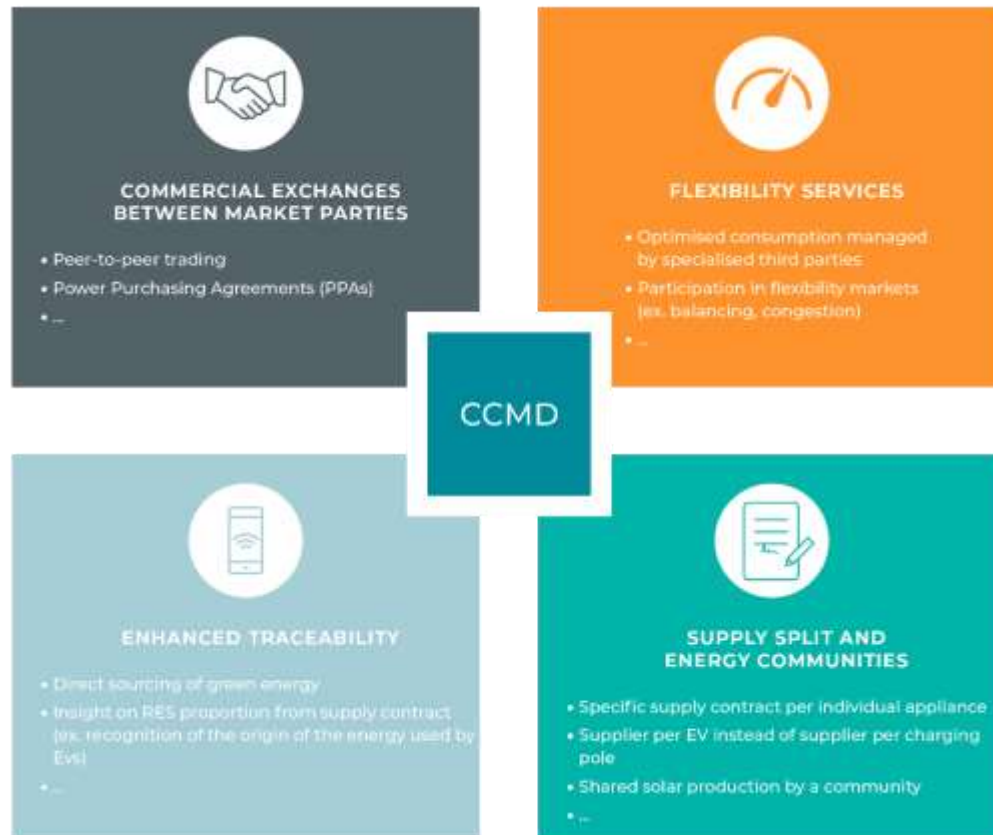 COMMERCIAL EXCHANGES
BETWEEN MARKET PARTIES
• Peer-to-peer trading
• Power Purchasing Agreements (PPAs)
• ...
FLEXIBILITY SERVICES
• Optimised consumption managed
by specialised third parties
• Participation in flexibility markets
(ex. balancing, congestion)
• ...
CCMD
ENHANCED TRACEABILITY
• Direct sourcing of green energy
• Insight on RES proportion from supply contract
(ex. recognition of the origin of the energy used by
Evs)
• ...
SUPPLY SPLIT AND
ENERGY COMMUNITIES
• Specific supply contract per individual appliance
• Supplier per EV instead of supplier per charging
pole
• Shared solar production by a community
• ...